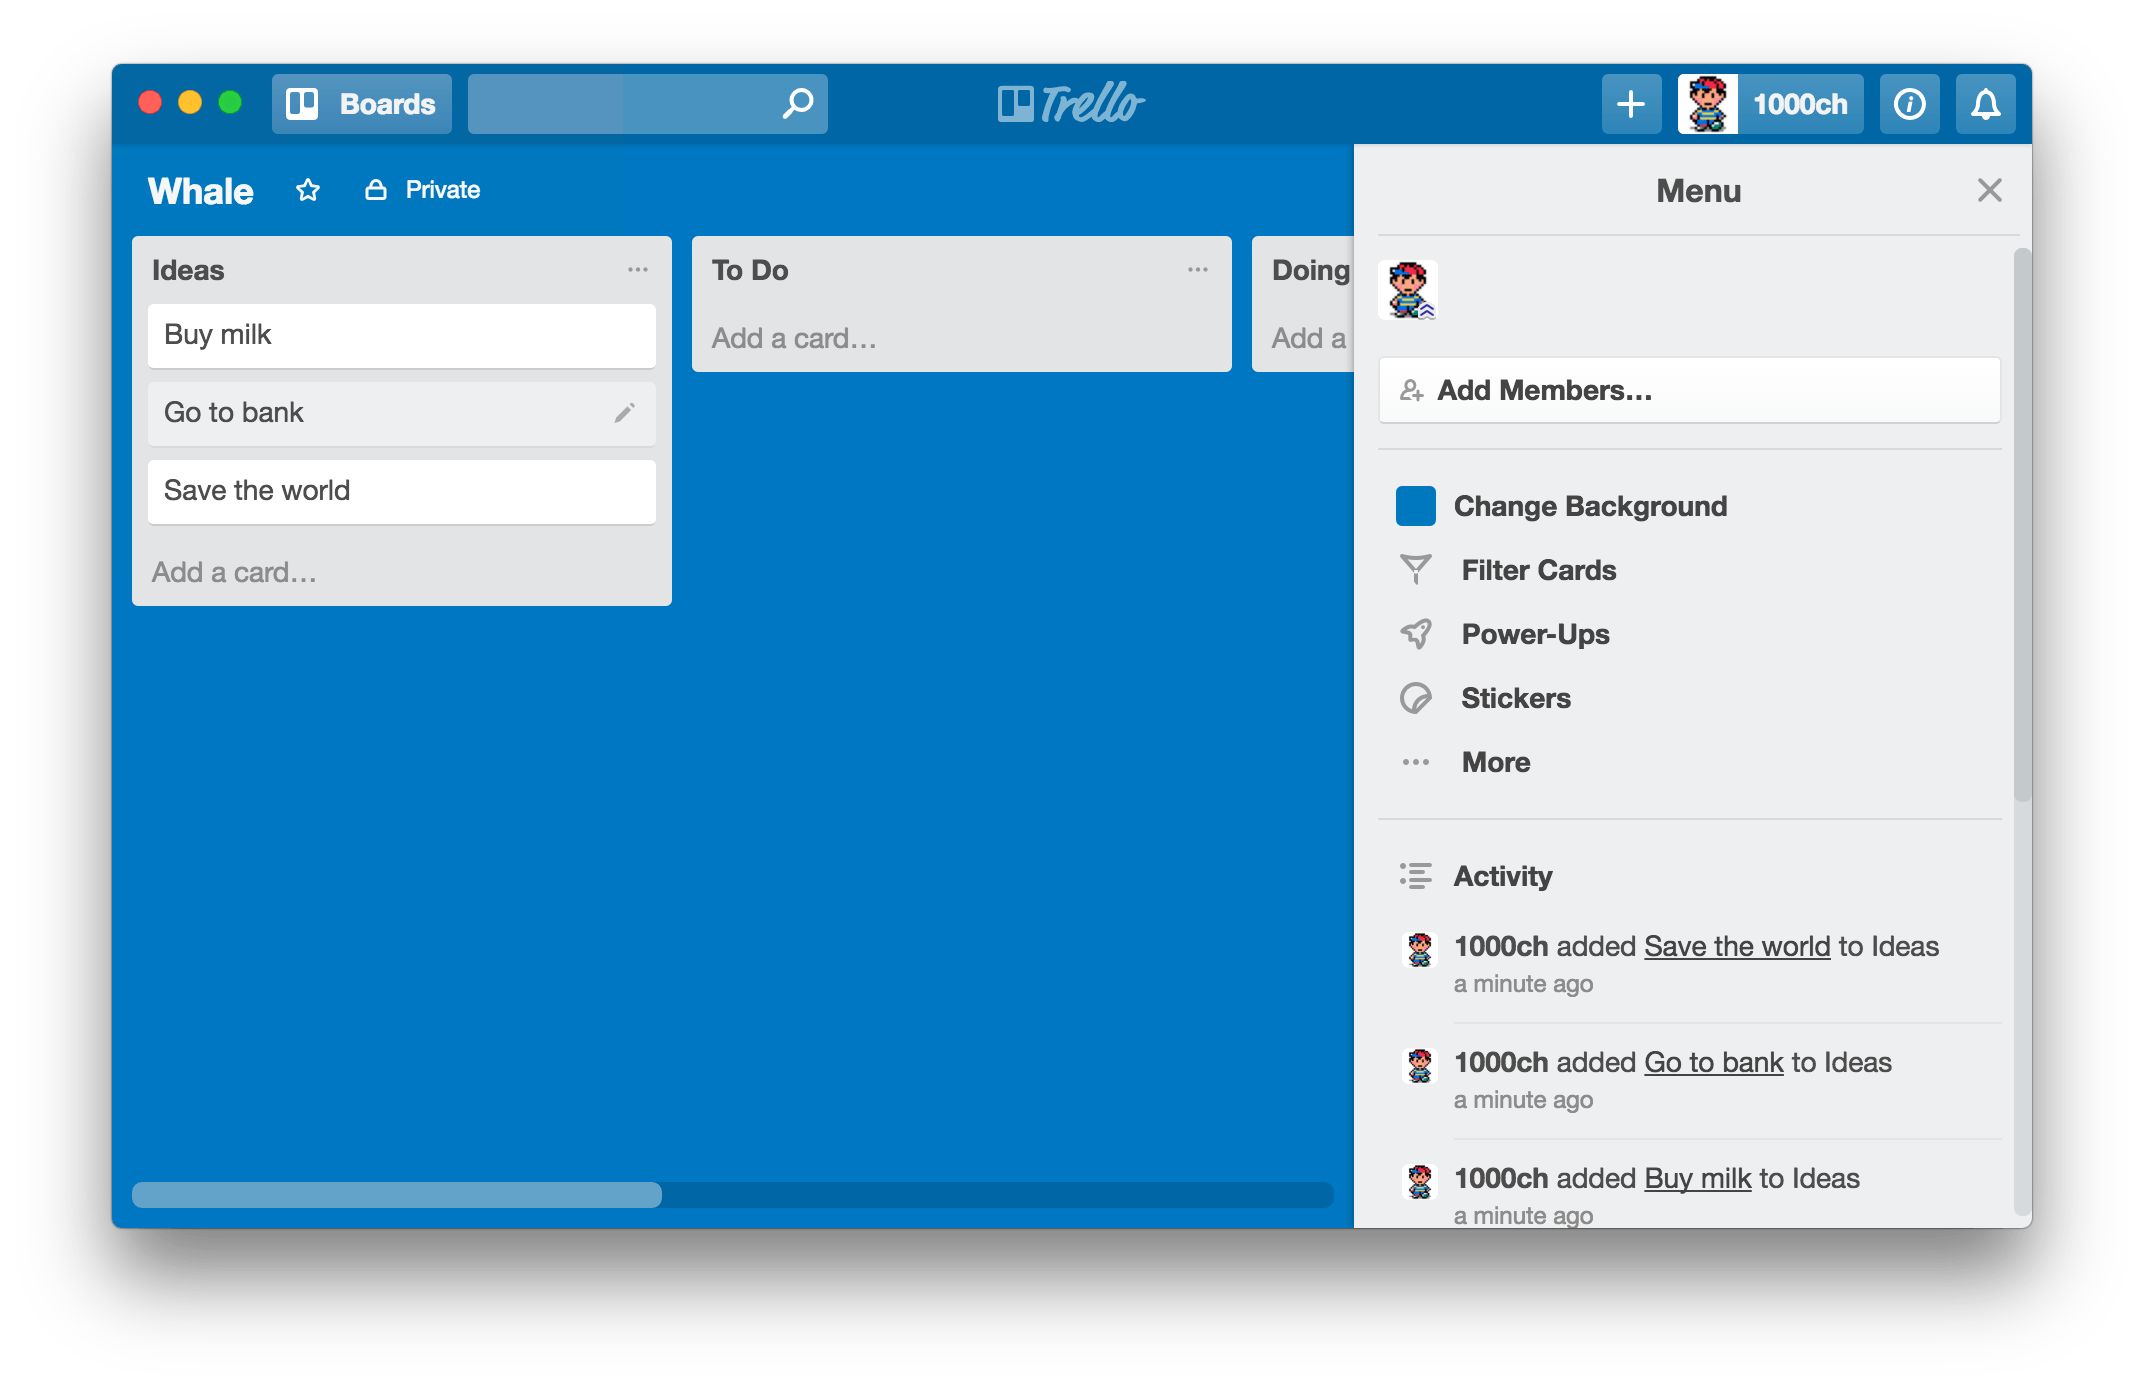 Boards
Trello
1000ch
Whale
Private
Ideas
Buy milk
Go to bank
Save the world
Add a card…
To Do
Add a card…
Doing
Add a
Menu
Add Members…
Change Background
Filter Cards
Power-Ups
Stickers
More
Activity
1000ch added Save the world to Ideas
a minute ago
1000ch added Go to bank to Ideas
a minute ago
1000ch added Buy milk to Ideas
a minute ago